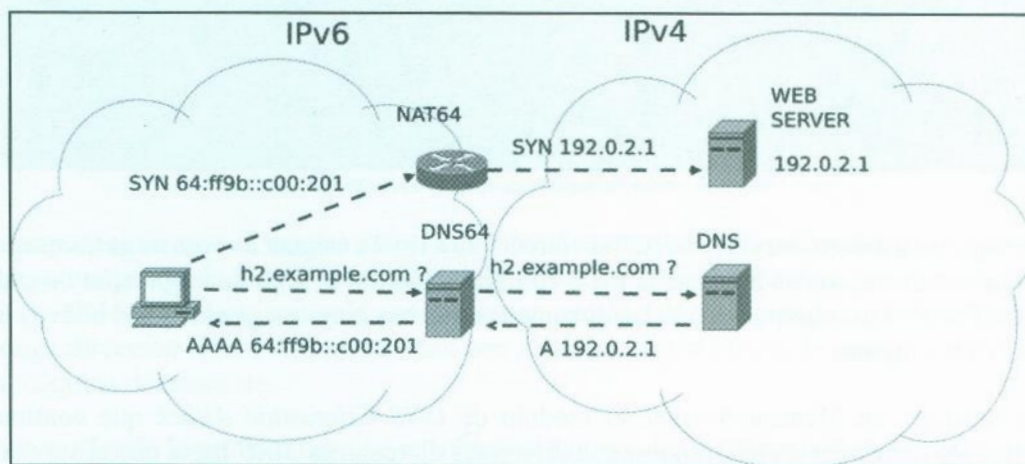 IPv6
IPv4
NAT64
WEB
SERVER
SYN 192.0.2.1
192.0.2.1
SYN 64:ff9b::c00:201
DNS64
DNS
h2.example.com ?
h2.example.com ?
AAAA 64:ff9b::c00:201
A 192.0.2.1